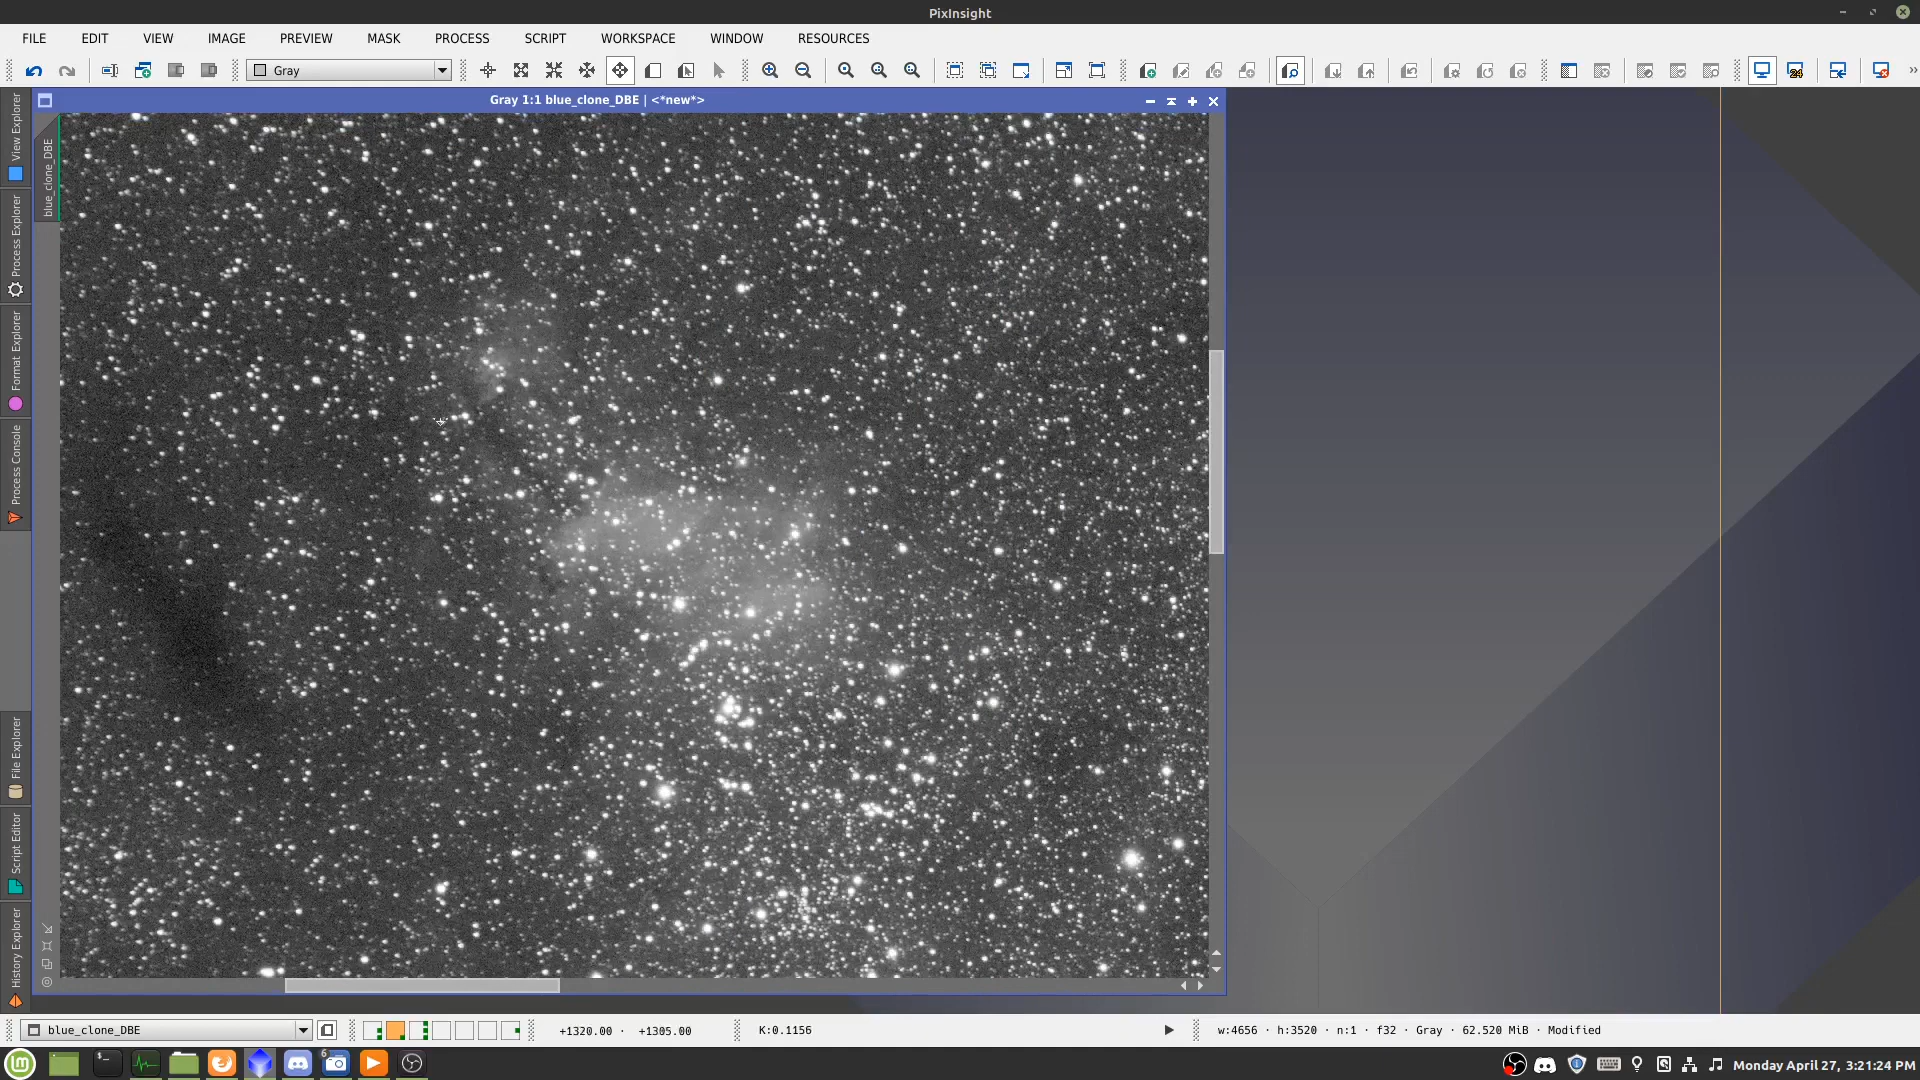 PixInsight
FILE EDIT VIEW IMAGE PREVIEW MASK PROCESS SCRIPT WORKSPACE WINDOW RESOURCES
Gray
24
Gray 1:1 blue_clone_DBE | <*new*>
blue_clone_DBE
View Explorer
Process Explorer
Format Explorer
Process Console
File Explorer
Script Editor
History Explorer
blue_clone_DBE
+1320.00 · +1305.00
K:0.1156
w:4656 · h:3520 · n:1 · f32 · Gray · 62.520 MiB · Modified
6
Monday April 27, 3:21:24 PM